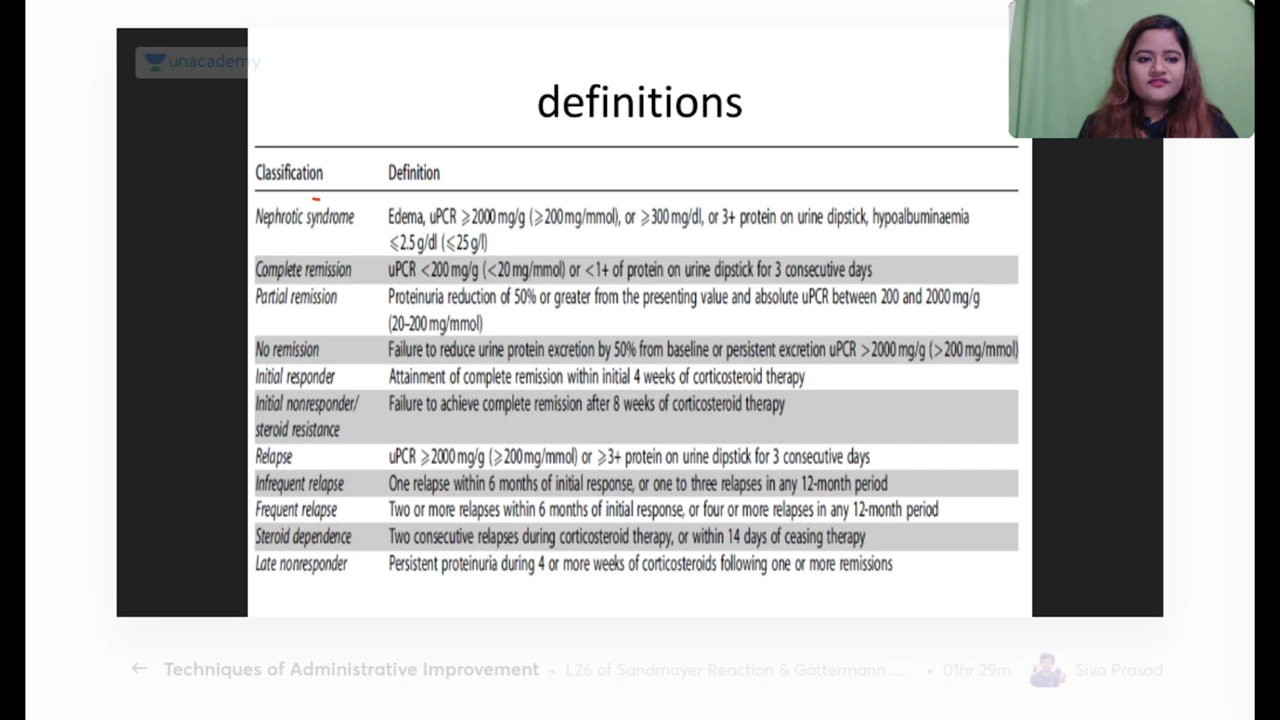 unacademy
definitions
Classification Definition
Nephrotic syndrome Edema, uPCR ⩾2000 mg/g (⩾200 mg/mmol), or ⩾300 mg/dl, or 3+ protein on urine dipstick, hypoalbuminaemia
⩽2.5 g/dl (⩽25 g/l)
Complete remission uPCR <200 mg/g (<20 mg/mmol) or <1+ of protein on urine dipstick for 3 consecutive days
Partial remission Proteinuria reduction of 50% or greater from the presenting value and absolute uPCR between 200 and 2000 mg/g
(20–200 mg/mmol)
No remission Failure to reduce urine protein excretion by 50% from baseline or persistent excretion uPCR >2000 mg/g (>200 mg/mmol)
Initial responder Attainment of complete remission within initial 4 weeks of corticosteroid therapy
Initial nonresponder/ Failure to achieve complete remission after 8 weeks of corticosteroid therapy
steroid resistance
Relapse uPCR ⩾2000 mg/g (⩾200 mg/mmol) or ⩾3+ protein on urine dipstick for 3 consecutive days
Infrequent relapse One relapse within 6 months of initial response, or one to three relapses in any 12-month period
Frequent relapse Two or more relapses within 6 months of initial response, or four or more relapses in any 12-month period
Steroid dependence Two consecutive relapses during corticosteroid therapy, or within 14 days of ceasing therapy
Late nonresponder Persistent proteinuria during 4 or more weeks of corticosteroids following one or more remissions
← Techniques of Administrative Improvement • L26 of Sandmayer Reaction & Gattermann ... • 01hr 29m Siva Prasad